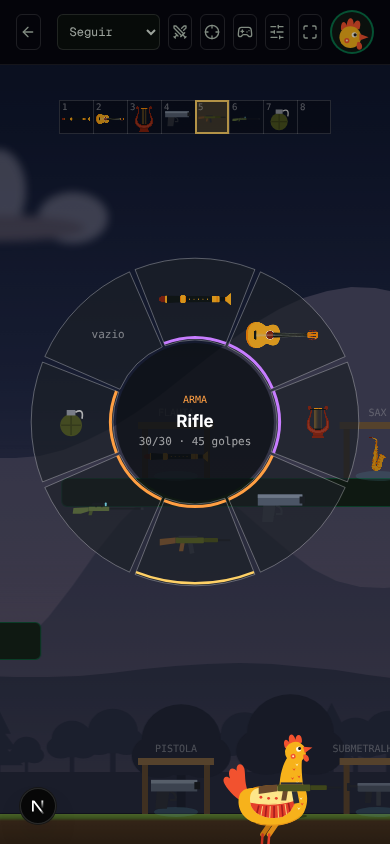 Seguir
1 2 3 4 5 6 7 8
vazio
ARMA
Rifle
30/30 · 45 golpes
SAX
PISTOLA
SUBMETRALH
N